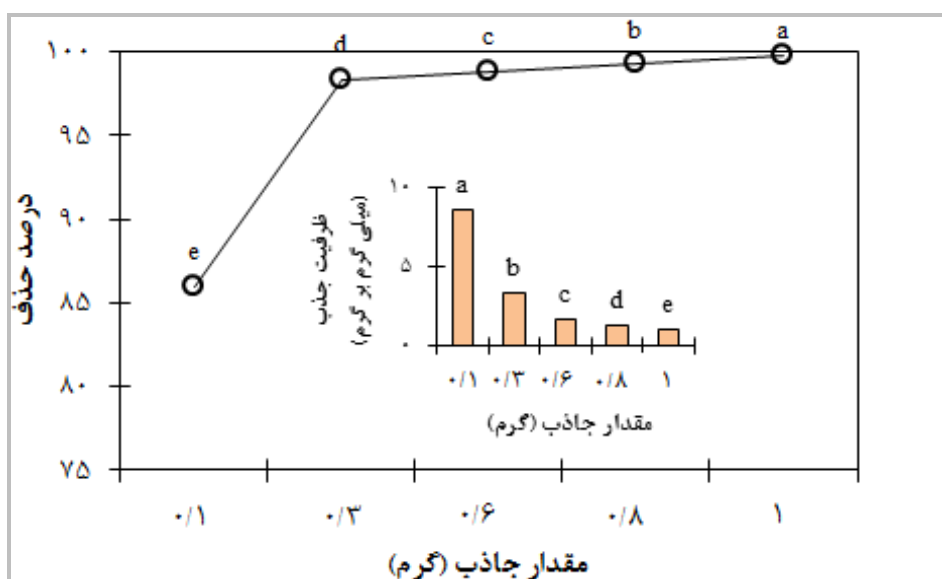 a
b
c
d
e
۱۰۰
۹۵
۹۰
۸۵
۸۰
۷۵
درصد حذف
۰/۱ ۰/۳ ۰/۶ ۰/۸ ۱
مقدار جاذب (گرم)
ظرفیت جذب
(میلی گرم بر گرم)
۱۰
۵
۰
a
b
c
d
e
۰/۱ ۰/۳ ۰/۶ ۰/۸ ۱
مقدار جاذب (گرم)